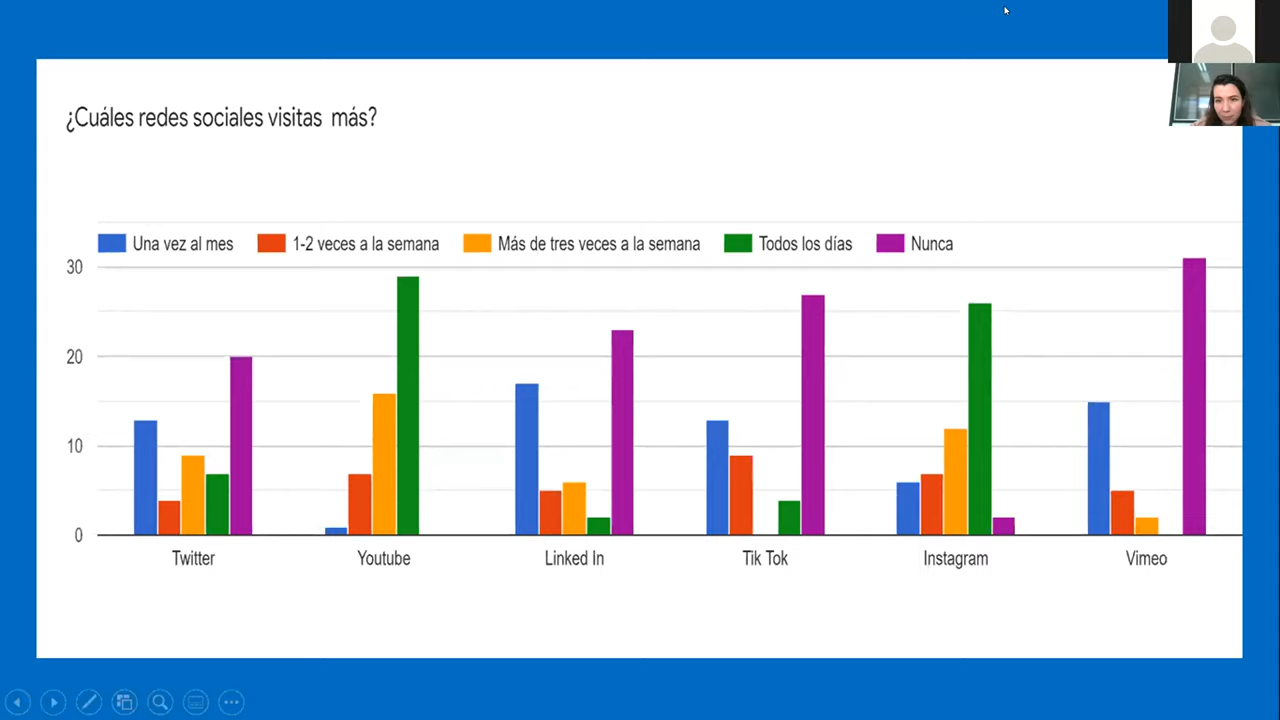 ¿Cuáles redes sociales visitas más?
Una vez al mes 1-2 veces a la semana Más de tres veces a la semana Todos los días Nunca
30
20
10
0
Twitter Youtube Linked In Tik Tok Instagram Vimeo